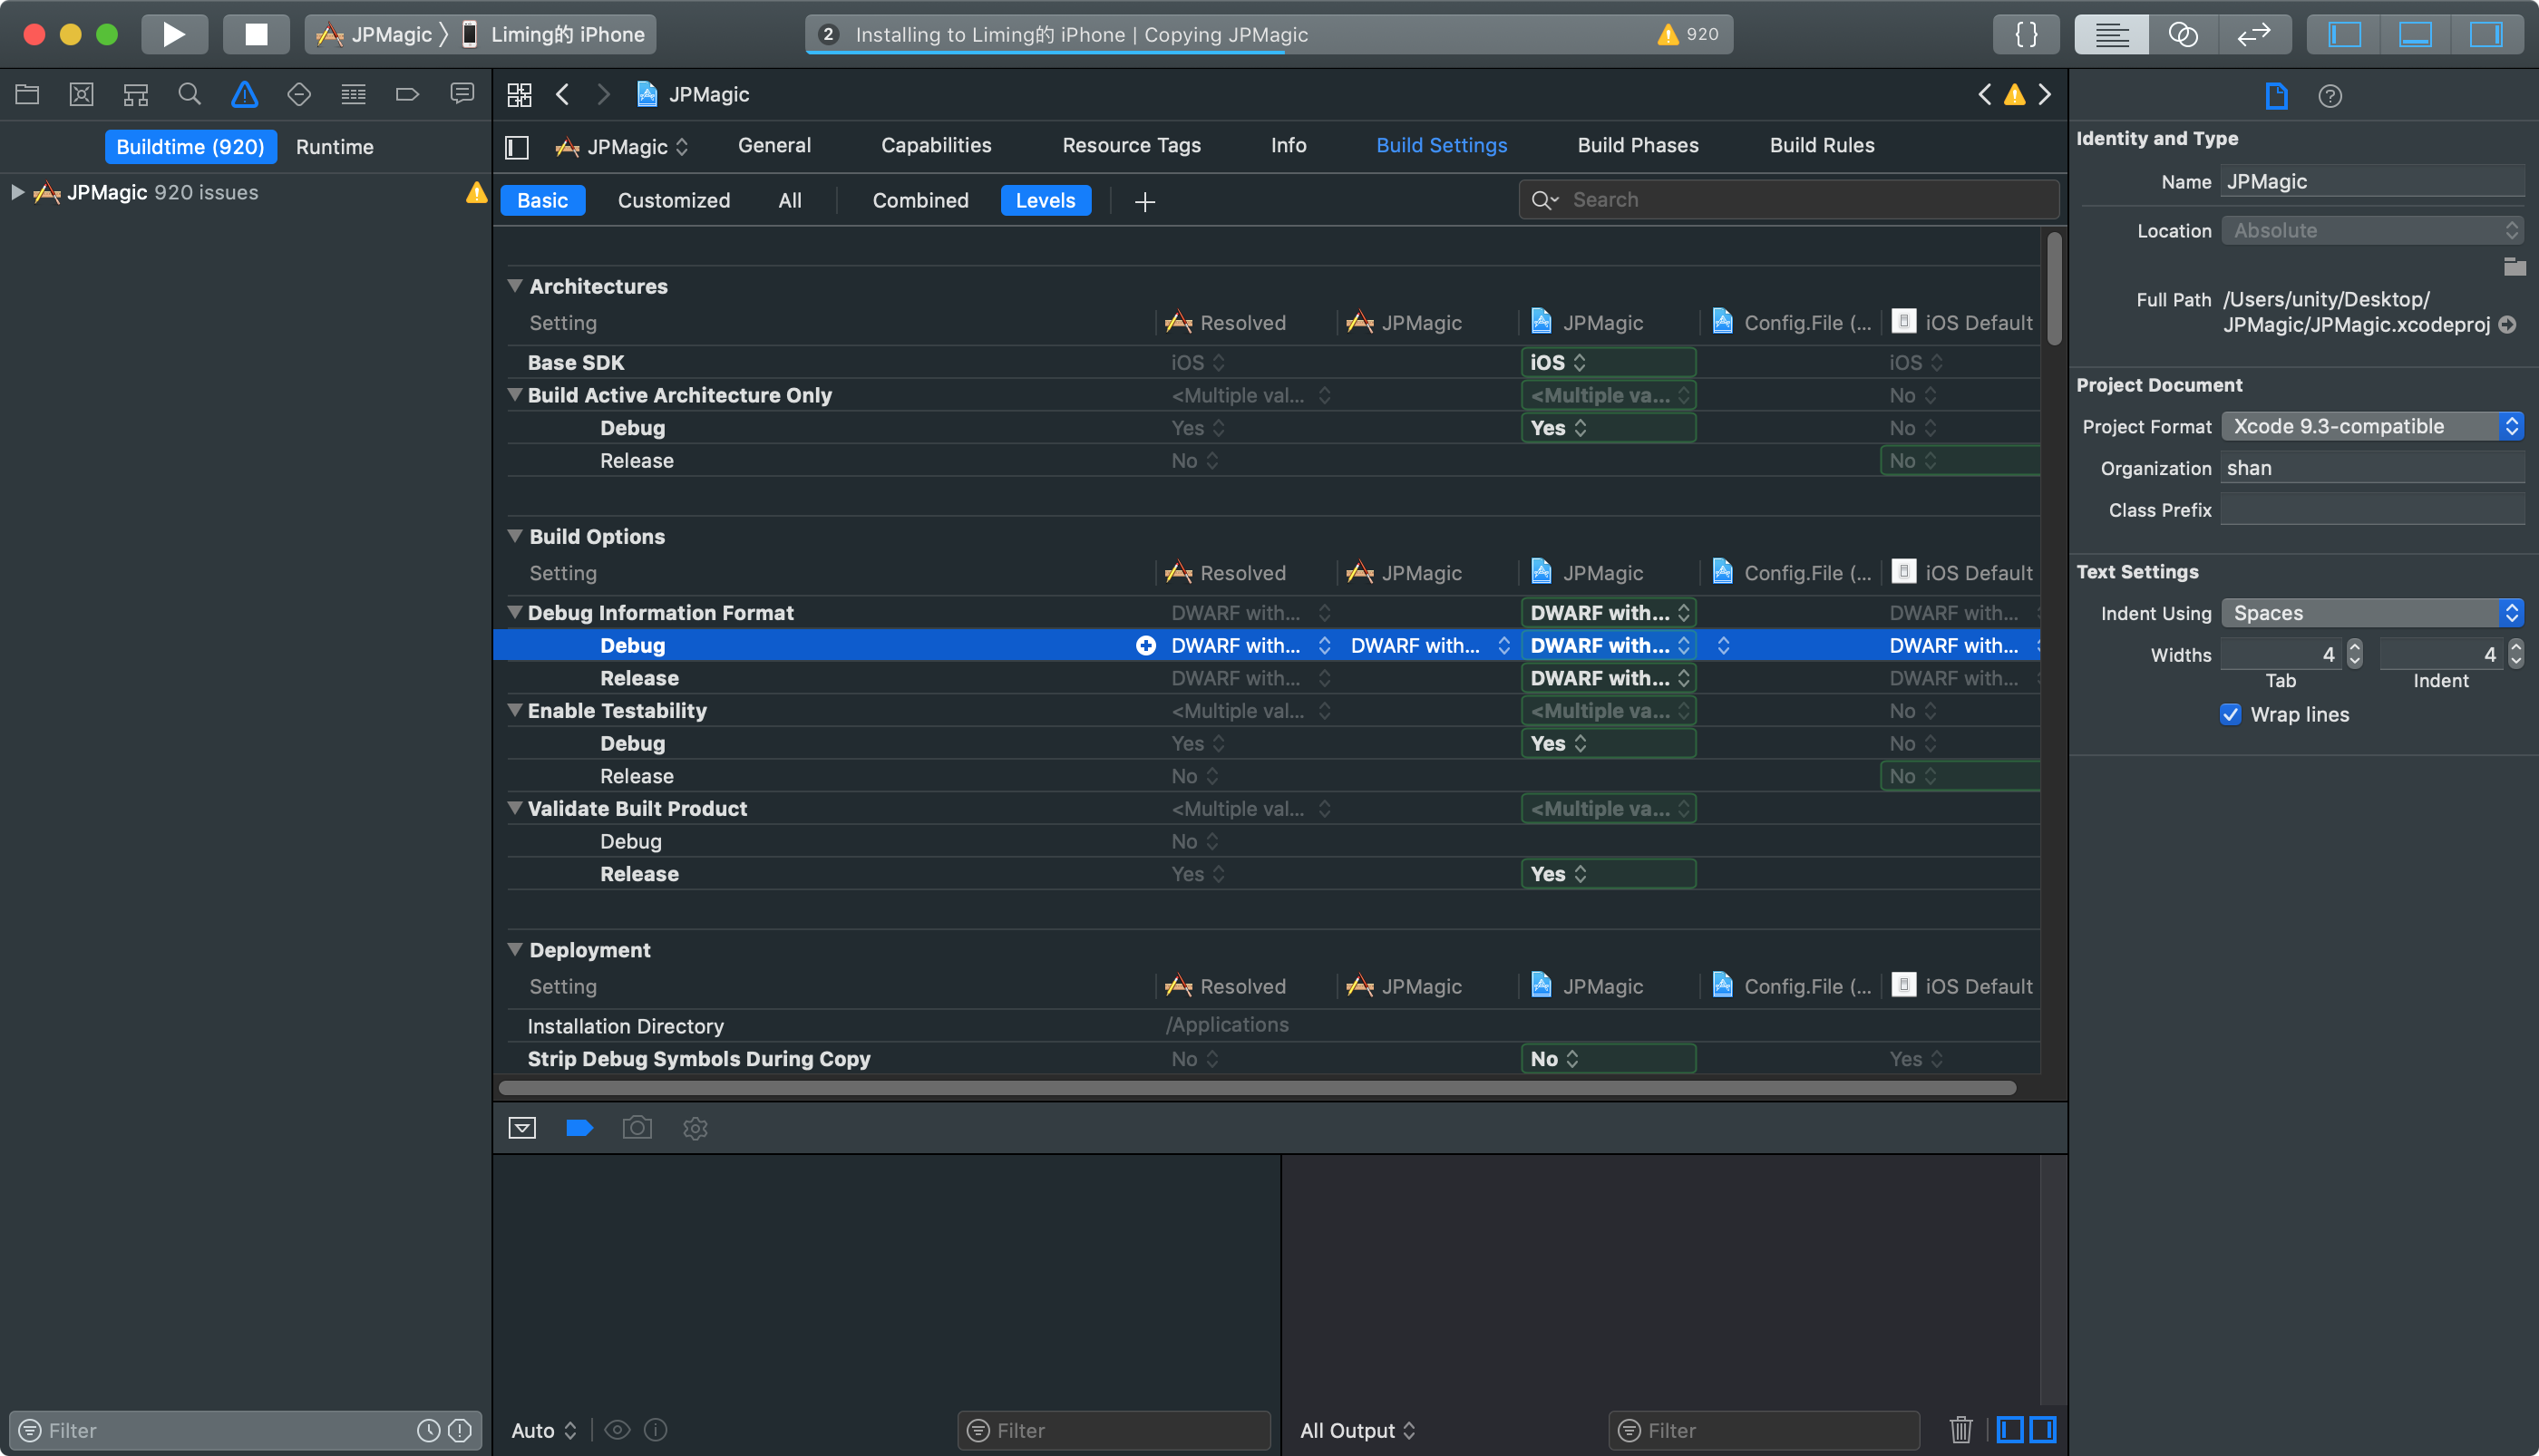 JPMagic 〉 Liming的 iPhone
2 Installing to Liming的 iPhone | Copying JPMagic 920
JPMagic
Buildtime (920) Runtime
JPMagic 920 issues
JPMagic General Capabilities Resource Tags Info Build Settings Build Phases Build Rules
Basic Customized All Combined Levels + Search
Architectures
Setting Resolved JPMagic JPMagic Config.File (... iOS Default
Base SDK iOS iOS iOS
Build Active Architecture Only <Multiple val... <Multiple va... No
Debug Yes Yes No
Release No No
Build Options
Setting Resolved JPMagic JPMagic Config.File (... iOS Default
Debug Information Format DWARF with... DWARF with... DWARF with...
Debug DWARF with... DWARF with... DWARF with... DWARF with...
Release DWARF with... DWARF with... DWARF with...
Enable Testability <Multiple val... <Multiple va... No
Debug Yes Yes No
Release No No
Validate Built Product <Multiple val... <Multiple va...
Debug No
Release Yes Yes
Deployment
Setting Resolved JPMagic JPMagic Config.File (... iOS Default
Installation Directory /Applications
Strip Debug Symbols During Copy No No Yes
Filter
Auto Filter
All Output Filter
Identity and Type
Name JPMagic
Location Absolute
Full Path /Users/unity/Desktop/
JPMagic/JPMagic.xcodeproj
Project Document
Project Format Xcode 9.3-compatible
Organization shan
Class Prefix
Text Settings
Indent Using Spaces
Widths 4 4
Tab Indent
Wrap lines